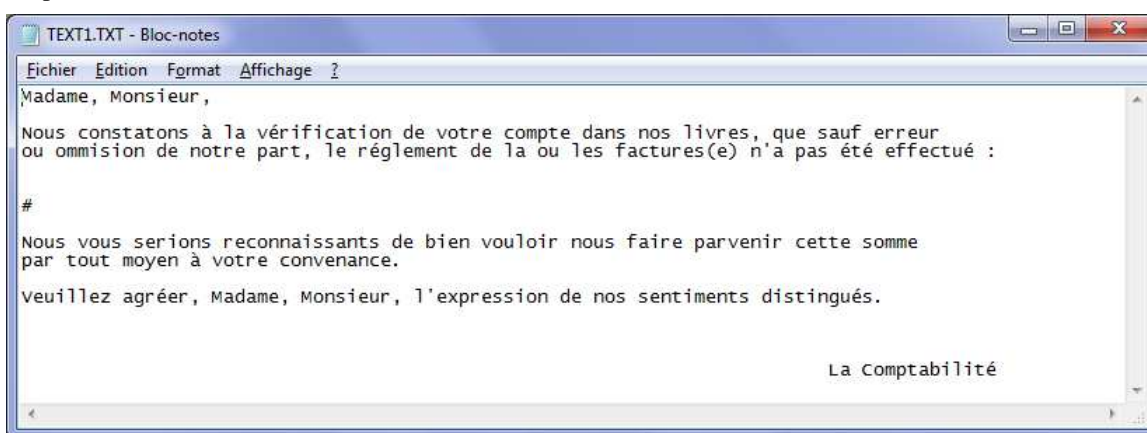 TEXT1.TXT - Bloc-notes
Fichier Edition Format Affichage ?
Madame, Monsieur,
Nous constatons à la vérification de votre compte dans nos livres, que sauf erreur
ou ommision de notre part, le réglement de la ou les factures(e) n'a pas été effectué :
#
Nous vous serions reconnaissants de bien vouloir nous faire parvenir cette somme
par tout moyen à votre convenance.
Veuillez agréer, Madame, Monsieur, l'expression de nos sentiments distingués.
La Comptabilité